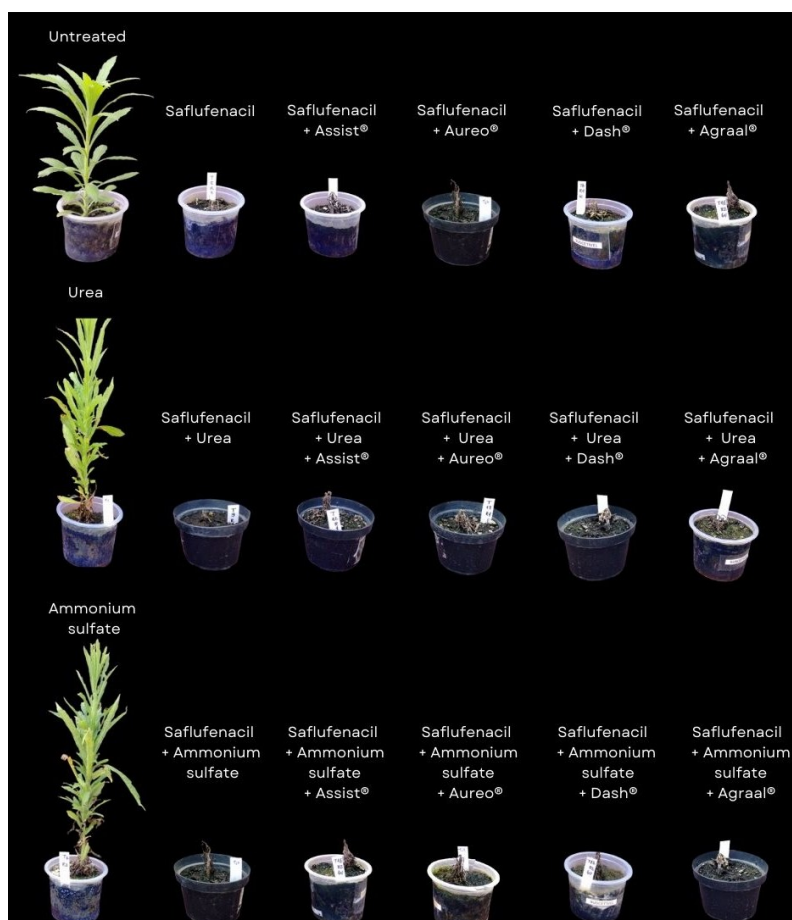 Untreated
Saflufenacil
Saflufenacil
+ Assist®
Saflufenacil
+ Aureo®
Saflufenacil
+ Dash®
Saflufenacil
+ Agraal®
Urea
Saflufenacil
+ Urea
Saflufenacil
+ Urea
+ Assist®
Saflufenacil
+ Urea
+ Aureo®
Saflufenacil
+ Urea
+ Dash®
Saflufenacil
+ Urea
+ Agraal®
Ammonium
sulfate
Saflufenacil
+ Ammonium
sulfate
Saflufenacil
+ Ammonium
sulfate
+ Assist®
Saflufenacil
+ Ammonium
sulfate
+ Aureo®
Saflufenacil
+ Ammonium
sulfate
+ Dash®
Saflufenacil
+ Ammonium
sulfate
+ Agraal®